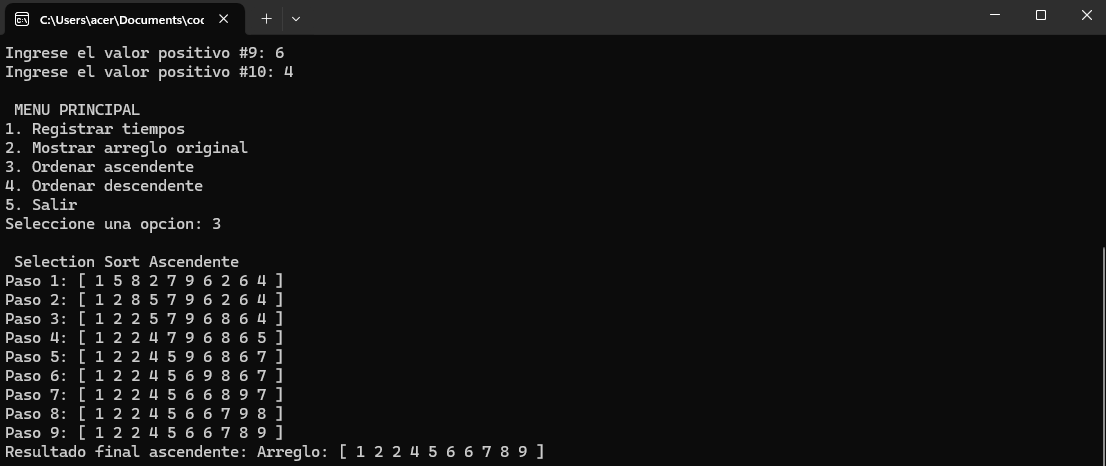 C:\Users\acer\Documents\coc
Ingrese el valor positivo #9: 6
Ingrese el valor positivo #10: 4
MENU PRINCIPAL
1. Registrar tiempos
2. Mostrar arreglo original
3. Ordenar ascendente
4. Ordenar descendente
5. Salir
Seleccione una opcion: 3
Selection Sort Ascendente
Paso 1: [ 1 5 8 2 7 9 6 2 6 4 ]
Paso 2: [ 1 2 8 5 7 9 6 2 6 4 ]
Paso 3: [ 1 2 2 5 7 9 6 8 6 4 ]
Paso 4: [ 1 2 2 4 7 9 6 8 6 5 ]
Paso 5: [ 1 2 2 4 5 9 6 8 6 7 ]
Paso 6: [ 1 2 2 4 5 6 9 8 6 7 ]
Paso 7: [ 1 2 2 4 5 6 6 8 9 7 ]
Paso 8: [ 1 2 2 4 5 6 6 7 9 8 ]
Paso 9: [ 1 2 2 4 5 6 6 7 8 9 ]
Resultado final ascendente: Arreglo: [ 1 2 2 4 5 6 6 7 8 9 ]